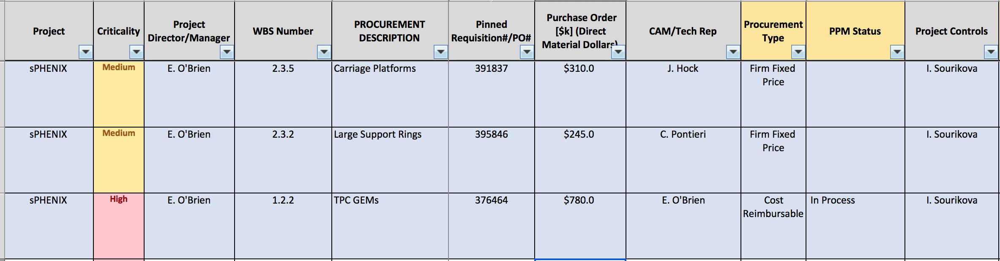 Project Criticality Project Director/Manager WBS Number PROCUREMENT DESCRIPTION Pinned Requisition#/PO# Purchase Order [$k] (Direct Material Dollars) CAM/Tech Rep Procurement Type PPM Status Project Controls
sPHENIX Medium E. O'Brien 2.3.5 Carriage Platforms 391837 $310.0 J. Hock Firm Fixed Price I. Sourikova
sPHENIX Medium E. O'Brien 2.3.2 Large Support Rings 395846 $245.0 C. Pontieri Firm Fixed Price I. Sourikova
sPHENIX High E. O'Brien 1.2.2 TPC GEMs 376464 $780.0 E. O'Brien Cost Reimbursable In Process I. Sourikova